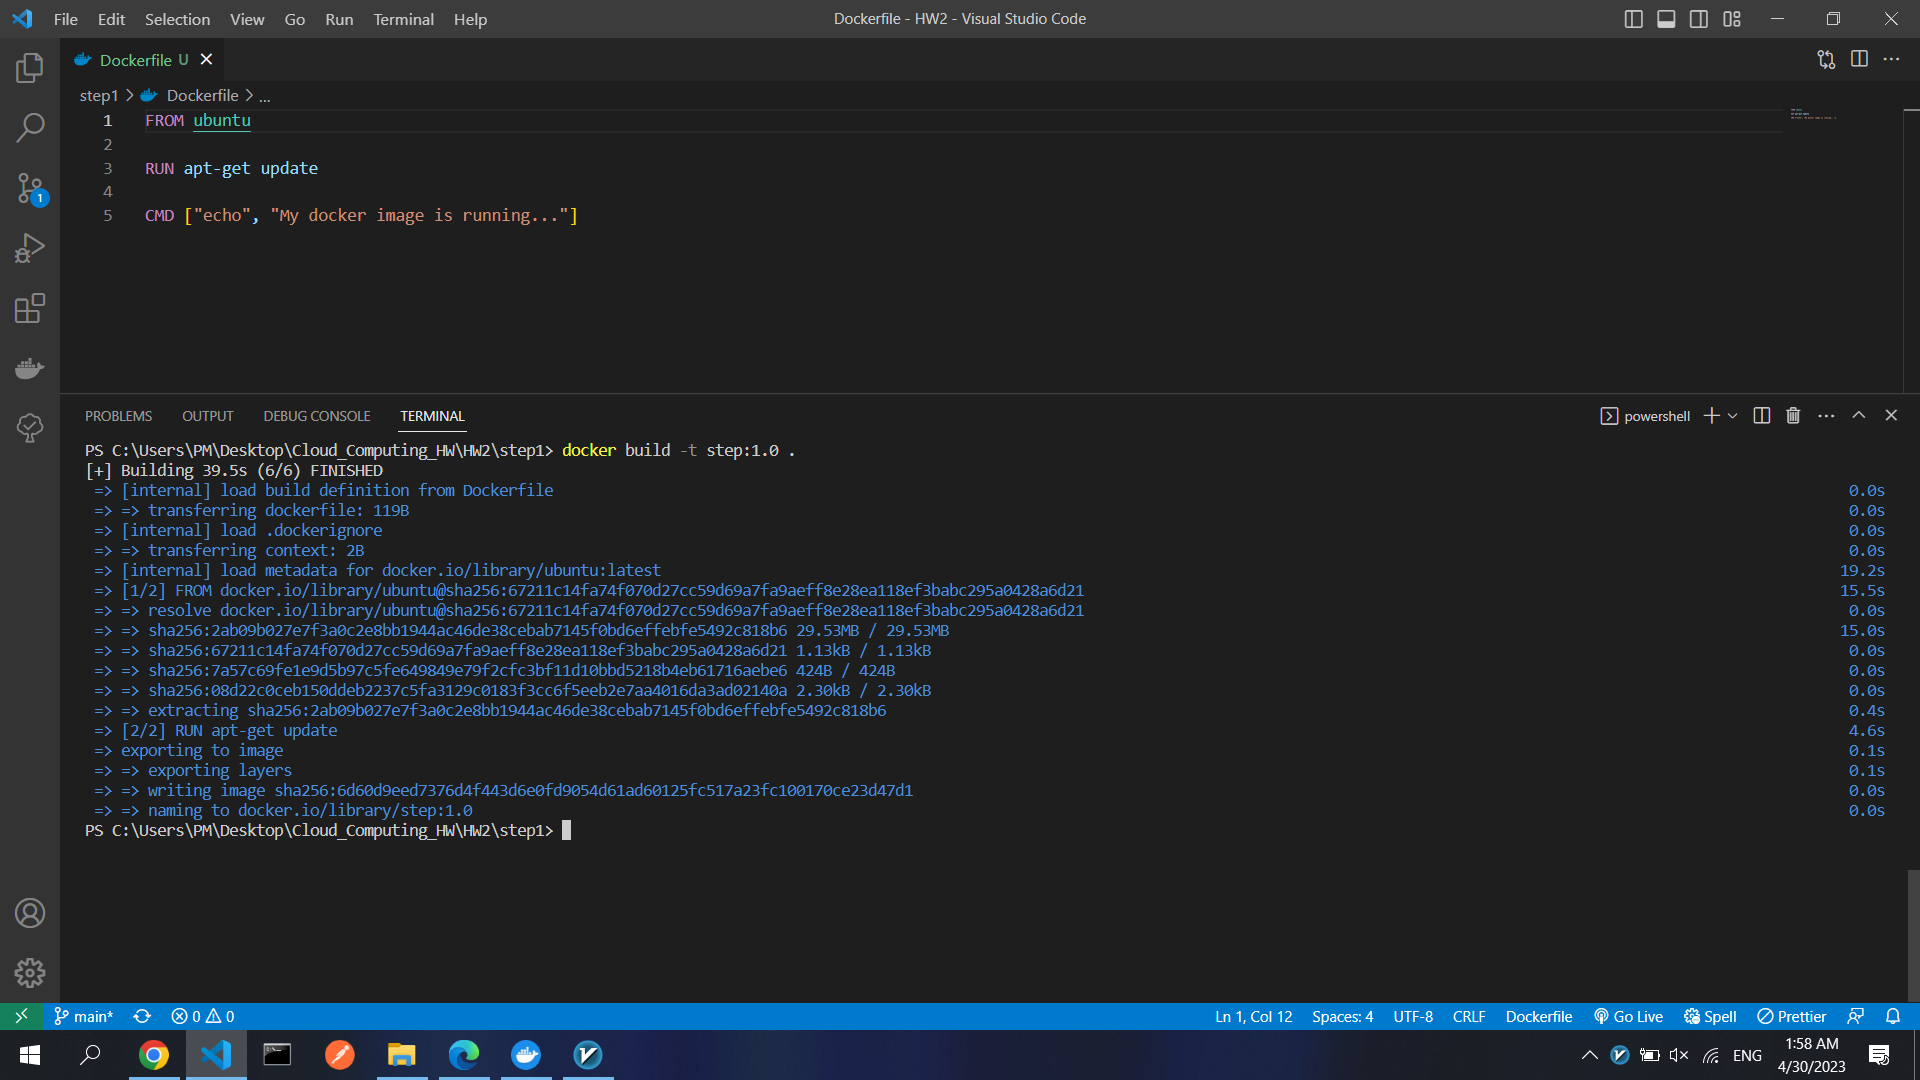 File Edit Selection View Go Run Terminal Help
Dockerfile - HW2 - Visual Studio Code
Dockerfile U
step1 > Dockerfile > ...
1 FROM ubuntu
2
3 RUN apt-get update
4
5 CMD ["echo", "My docker image is running..."]
1
PROBLEMS OUTPUT DEBUG CONSOLE TERMINAL
powershell
PS C:\Users\PM\Desktop\Cloud_Computing_HW\HW2\step1> docker build -t step:1.0 .
[+] Building 39.5s (6/6) FINISHED
=> [internal] load build definition from Dockerfile 0.0s
=> => transferring dockerfile: 119B 0.0s
=> [internal] load .dockerignore 0.0s
=> => transferring context: 2B 0.0s
=> [internal] load metadata for docker.io/library/ubuntu:latest 19.2s
=> [1/2] FROM docker.io/library/ubuntu@sha256:67211c14fa74f070d27cc59d69a7fa9aeff8e28ea118ef3babc295a0428a6d21 15.5s
=> => resolve docker.io/library/ubuntu@sha256:67211c14fa74f070d27cc59d69a7fa9aeff8e28ea118ef3babc295a0428a6d21 0.0s
=> => sha256:2ab09b027e7f3a0c2e8bb1944ac46de38cebab7145f0bd6effebfe5492c818b6 29.53MB / 29.53MB 15.0s
=> => sha256:67211c14fa74f070d27cc59d69a7fa9aeff8e28ea118ef3babc295a0428a6d21 1.13kB / 1.13kB 0.0s
=> => sha256:7a57c69fe1e9d5b97c5fe649849e79f2cfc3bf11d10bbd5218b4eb61716aebe6 424B / 424B 0.0s
=> => sha256:08d22c0ceb150ddeb2237c5fa3129c0183f3cc6f5eeb2e7aa4016da3ad02140a 2.30kB / 2.30kB 0.0s
=> => extracting sha256:2ab09b027e7f3a0c2e8bb1944ac46de38cebab7145f0bd6effebfe5492c818b6 0.4s
=> [2/2] RUN apt-get update 4.6s
=> exporting to image 0.1s
=> => exporting layers 0.1s
=> => writing image sha256:6d60d9eed7376d4f443d6e0fd9054d61ad60125fc517a23fc100170ce23d47d1 0.0s
=> => naming to docker.io/library/step:1.0 0.0s
PS C:\Users\PM\Desktop\Cloud_Computing_HW\HW2\step1>
main* 0 0 Ln 1, Col 12 Spaces: 4 UTF-8 CRLF Dockerfile Go Live Spell Prettier
ENG
1:58 AM
4/30/2023